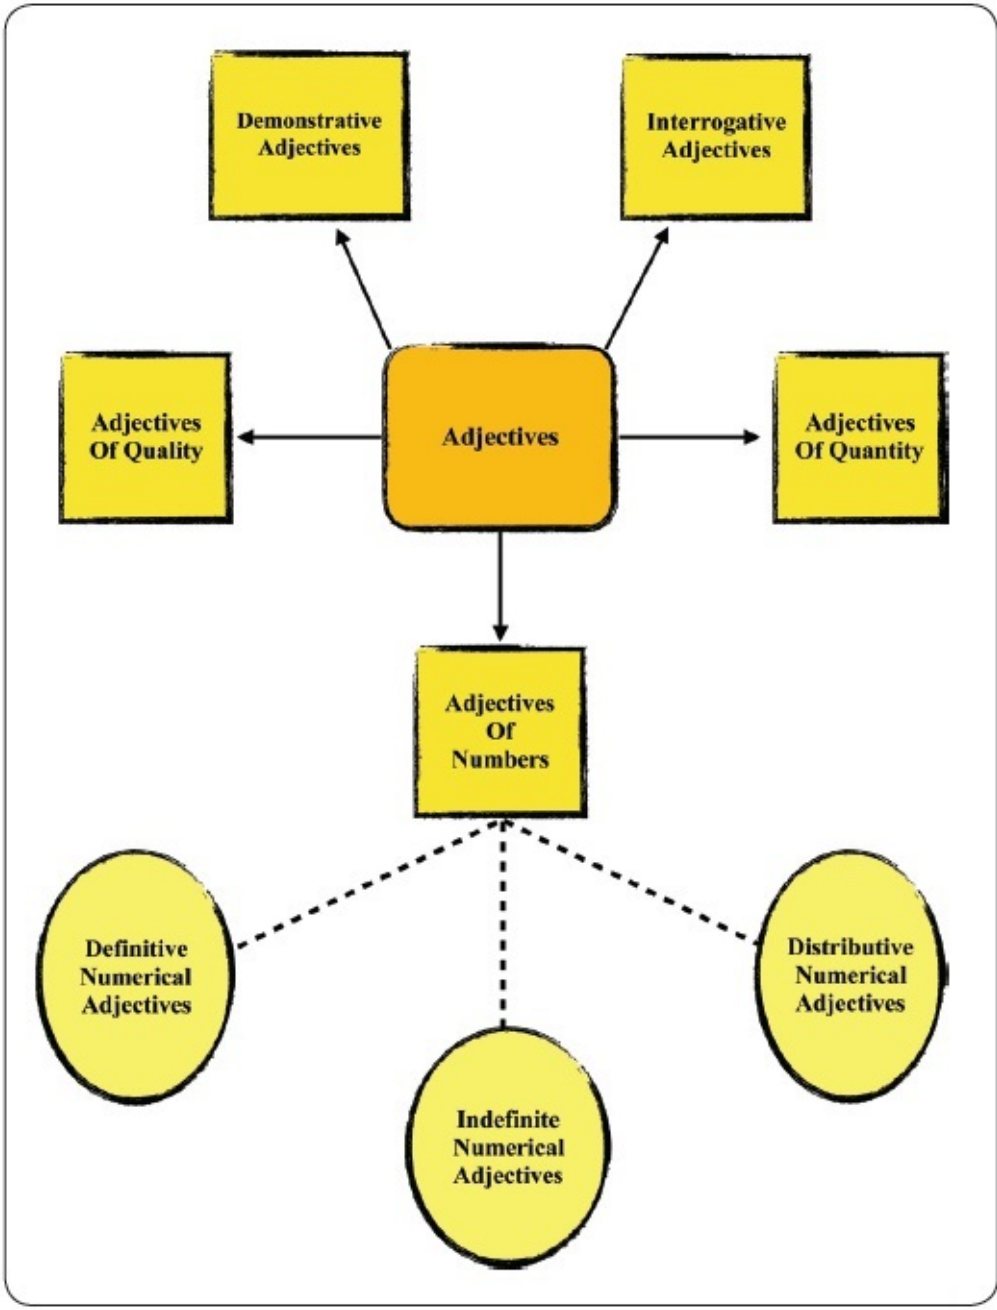 Demonstrative
Adjectives
Interrogative
Adjectives
Adjectives
Of Quality
Adjectives
Adjectives
Of Quantity
Adjectives
Of
Numbers
Definitive
Numerical
Adjectives
Indefinite
Numerical
Adjectives
Distributive
Numerical
Adjectives